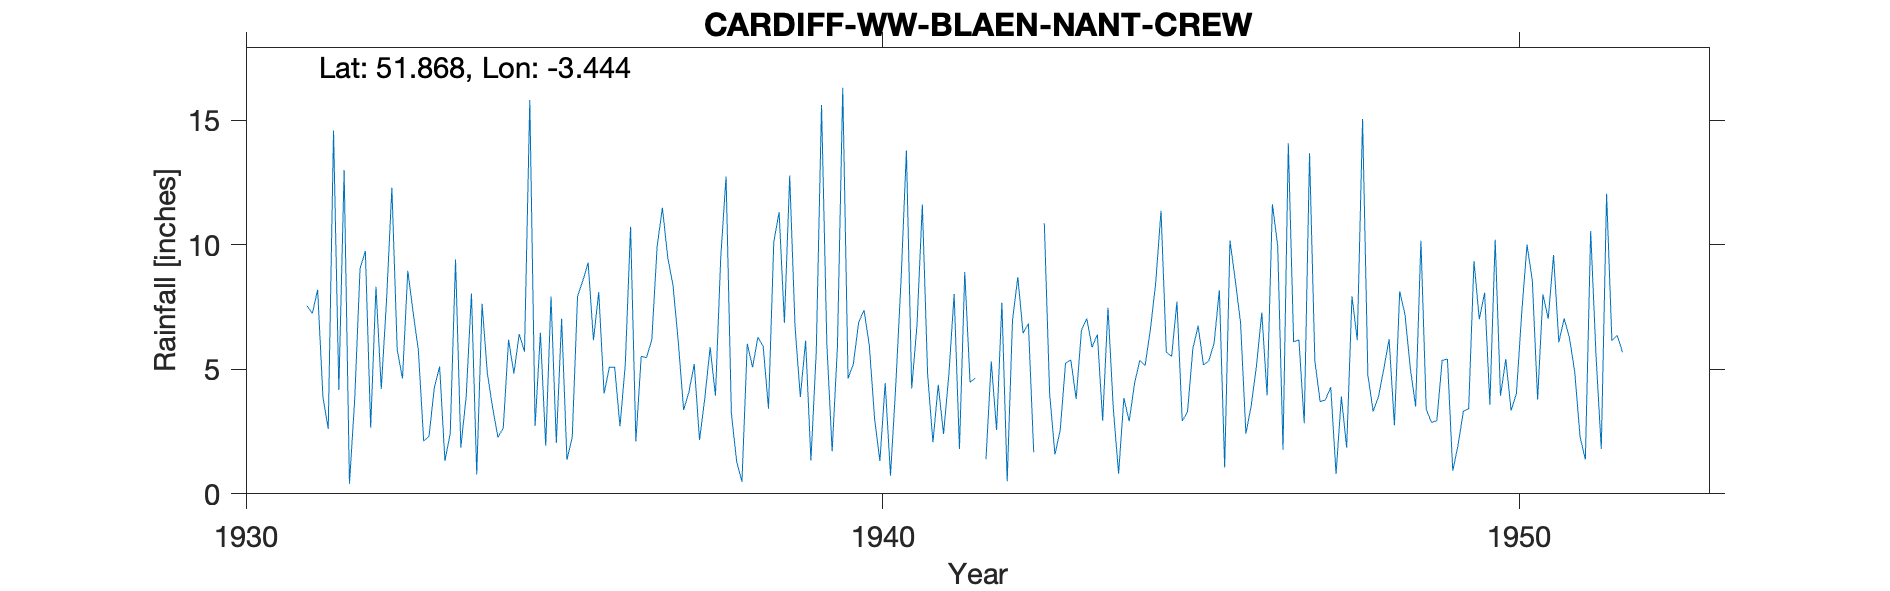 CARDIFF-WW-BLAEN-NANT-CREW
Lat: 51.868, Lon: -3.444
15
10
5
0
Rainfall [inches]
1930 1940 1950
Year